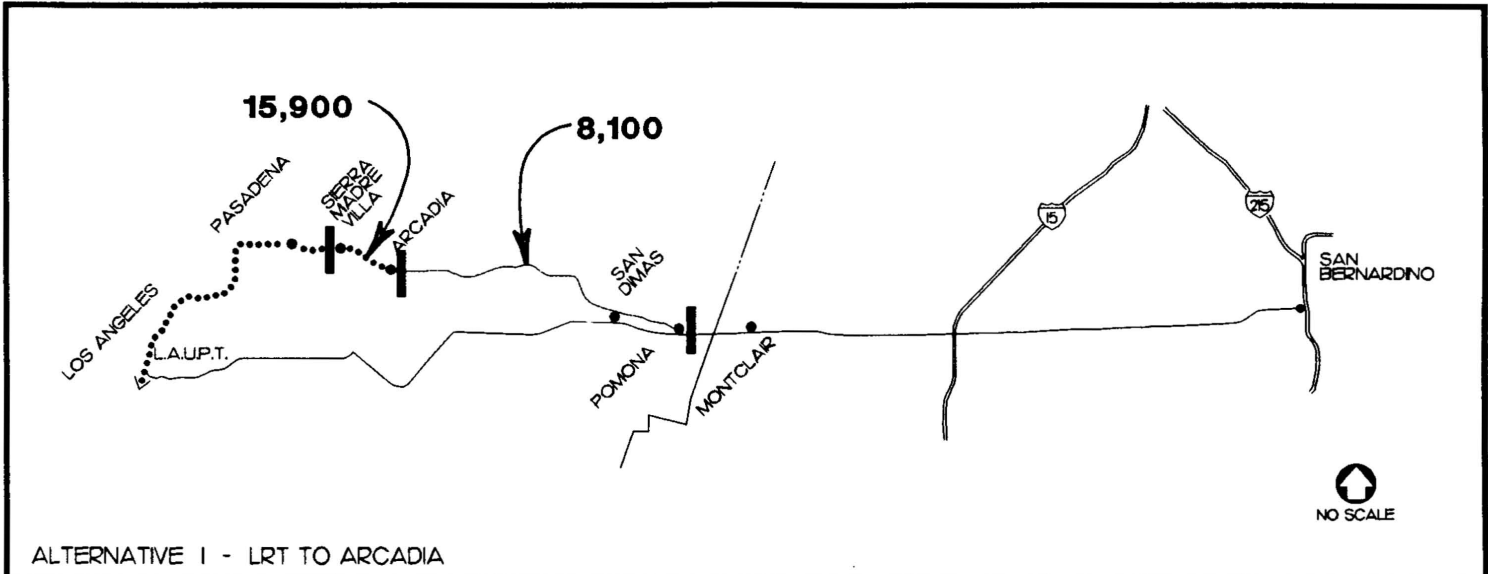 15,900
8,100
PASADENA
SIERRA
MADRE
VILLA
ARCADIA
15
215
SAN
BERNARDINO
SAN
DIMAS
LOS ANGELES
L.A.U.P.T.
POMONA
MONTCLAIR
NO SCALE
ALTERNATIVE 1 - LRT TO ARCADIA